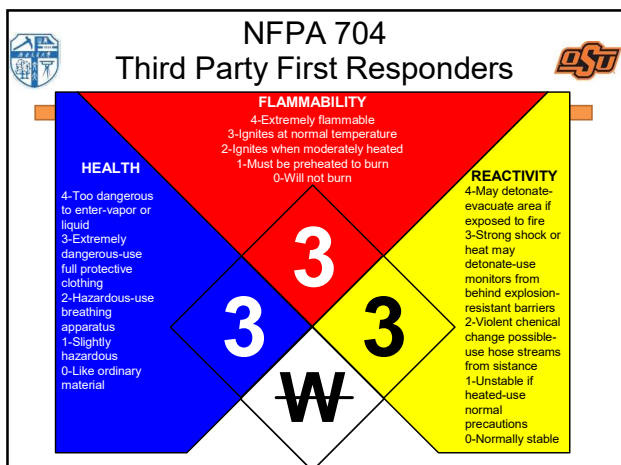 NFPA 704
Third Party First Responders
OSU
FLAMMABILITY
4-Extremely flammable
3-Ignites at normal temperature
2-Ignites when moderately heated
1-Must be preheated to burn
0-Will not burn
HEALTH
4-Too dangerous
to enter-vapor or
liquid
3-Extremely
dangerous-use
full protective
clothing
2-Hazardous-use
breathing
apparatus
1-Slightly
hazardous
0-Like ordinary
material
REACTIVITY
4-May detonate-
evacuate area if
exposed to fire
3-Strong shock or
heat may
detonate-use
monitors from
behind explosion-
resistant barriers
2-Violent chenical
change possible-
use hose streams
from sistance
1-Unstable if
heated-use
normal
precautions
0-Normally stable
3
3
3
W